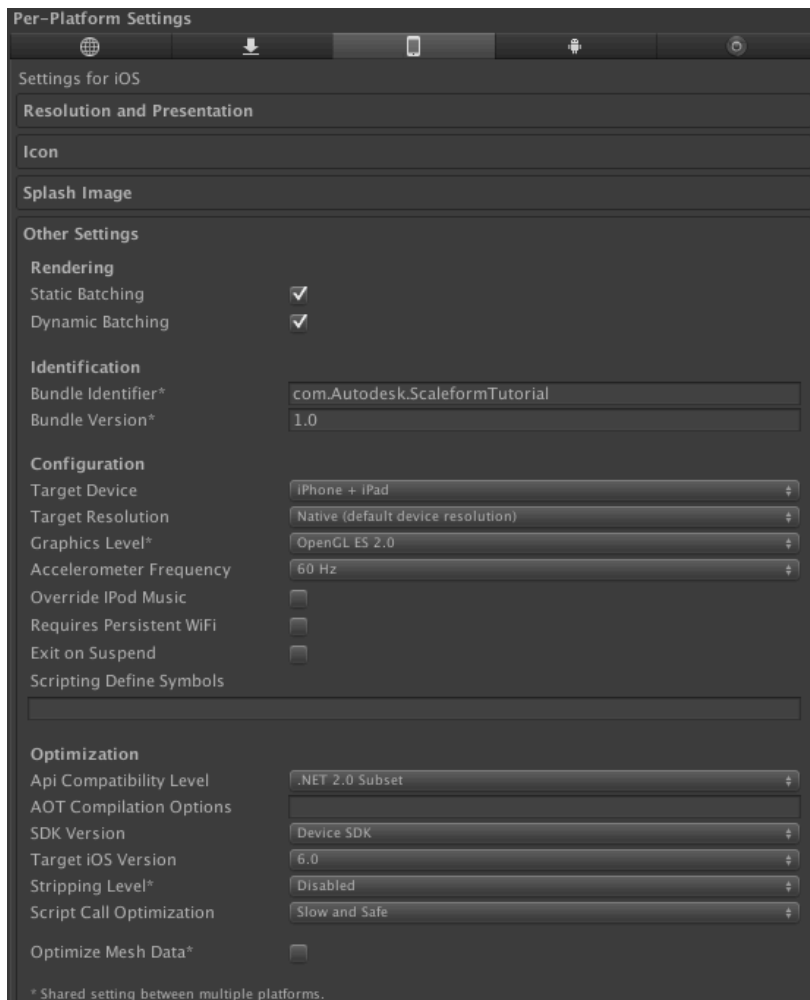 Per-Platform Settings
Settings for iOS
Resolution and Presentation
Icon
Splash Image
Other Settings
Rendering
Static Batching
Dynamic Batching
Identification
Bundle Identifier* com.Autodesk.ScaleformTutorial
Bundle Version* 1.0
Configuration
Target Device iPhone + iPad
Target Resolution Native (default device resolution)
Graphics Level* OpenGL ES 2.0
Accelerometer Frequency 60 Hz
Override IPod Music
Requires Persistent WiFi
Exit on Suspend
Scripting Define Symbols
Optimization
Api Compatibility Level .NET 2.0 Subset
AOT Compilation Options
SDK Version Device SDK
Target iOS Version 6.0
Stripping Level* Disabled
Script Call Optimization Slow and Safe
Optimize Mesh Data*
* Shared setting between multiple platforms.